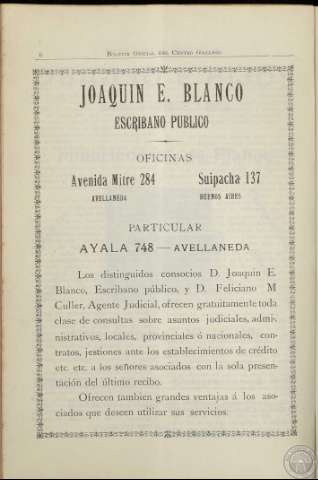 6 Boletin Oficial del Centro Gallego
JOAQUIN E. BLANCO
ESCRIBANO PUBLICO
OFICINAS
Avenida Mitre 284 Suipacha 137
AVELLANEDA BUENOS AIRES
PARTICULAR
AYALA 748 — AVELLANEDA
Los distinguidos consocios D. Joaquin E.
Blanco, Escribano público, y D. Feliciano M
Culler, Agente Judicial, ofrecen gratuitamente toda
clase de consultas sobre asuntos judiciales, admi-
nistrativos, locales, provinciales ó nacionales, con-
tratos, jestiones ante los establecimientos de crédito
etc. etc. a los señores asociados con la sola presen-
tación del último recibo.
Ofrecen tambien grandes ventajas á los aso-
ciados que deseen utilizar sus servicios.